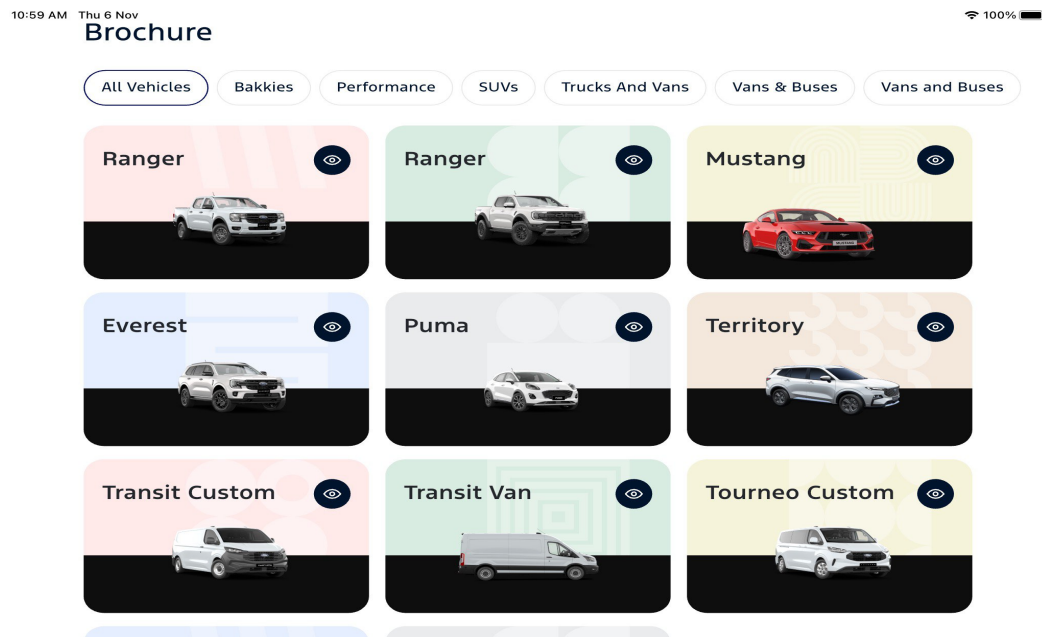 10:59 AM Thu 6 Nov 100%
Brochure
All Vehicles Bakkies Performance SUVs Trucks And Vans Vans & Buses Vans and Buses
Ranger Ranger Mustang
MUSTANG
Everest Puma Territory
Transit Custom Transit Van Tourneo Custom